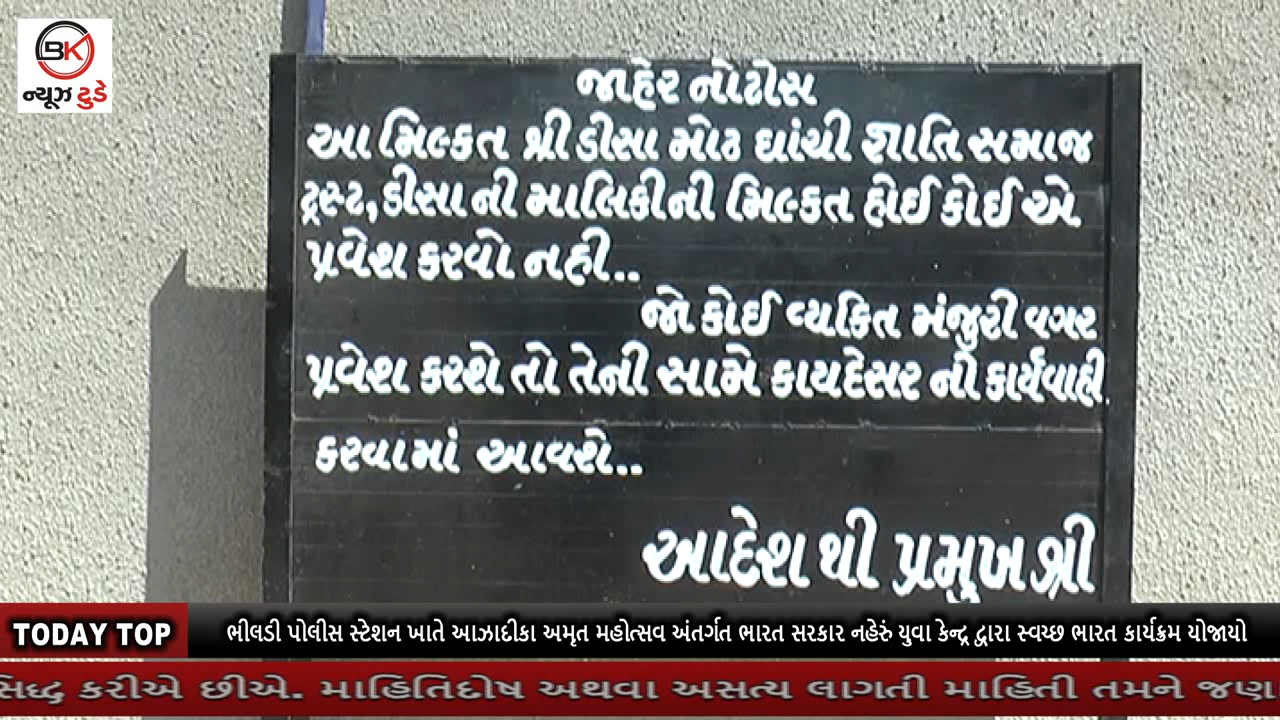 BK
ન્યૂઝ ટુડે
જાહેર નોટીસ
આ મિલ્કત શ્રી ડીસા મોઢ ઘાંચી જ્ઞાતિ સમાજ
ટ્રસ્ટ, ડીસા ની માલિકીની મિલ્કત હોઈ કોઈ એ
પ્રવેશ કરવો નહી..
જો કોઈ વ્યકિત મંજુરી વગર
પ્રવેશ કરશે તો તેની સામે કાયદેસર ની કાર્યવાહી
કરવામાં આવશે..
આદેશ થી પ્રમુખ શ્રી
TODAY TOP
ભીલડી પોલીસ સ્ટેશન ખાતે આઝાદીકા અમૃત મહોત્સવ અંતર્ગત ભારત સરકાર નહેરું યુવા કેન્દ્ર દ્વારા સ્વચ્છ ભારત કાર્યક્રમ યોજાયો
સિદ્ધ કરીએ છીએ. માહિતિદોષ અથવા અસત્ય લાગતી માહિતી તમને જણ